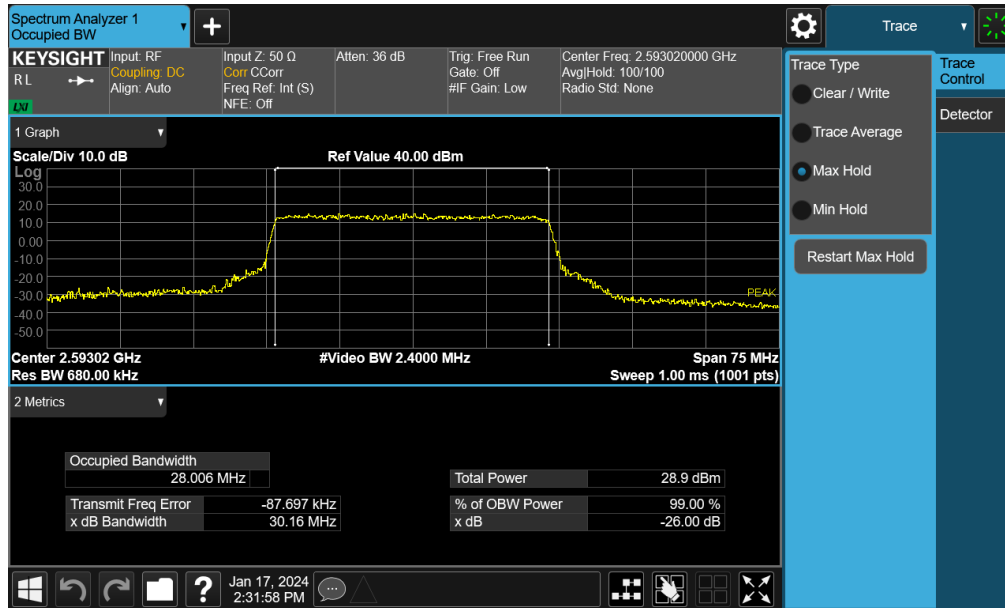 Spectrum Analyzer 1
Occupied BW
+
Trace
KEYSIGHT
R L
LXI
Input: RF
Coupling: DC
Align: Auto
Input Z: 50 Ω
Corr CCorr
Freq Ref: Int (S)
NFE: Off
Atten: 36 dB
Trig: Free Run
Gate: Off
#IF Gain: Low
Center Freq: 2.593020000 GHz
Avg|Hold: 100/100
Radio Std: None
Trace Type
Clear / Write
Trace Average
Max Hold
Min Hold
Restart Max Hold
Trace
Control
Detector
1 Graph
Scale/Div 10.0 dB
Ref Value 40.00 dBm
Log
30.0
20.0
10.0
0.00
-10.0
-20.0
-30.0
-40.0
-50.0
PEAK
Center 2.59302 GHz
#Video BW 2.4000 MHz
Span 75 MHz
Res BW 680.00 kHz
Sweep 1.00 ms (1001 pts)
2 Metrics
Occupied Bandwidth
28.006 MHz
Total Power 28.9 dBm
Transmit Freq Error -87.697 kHz
% of OBW Power 99.00 %
x dB Bandwidth 30.16 MHz
x dB -26.00 dB
?
Jan 17, 2024
2:31:58 PM